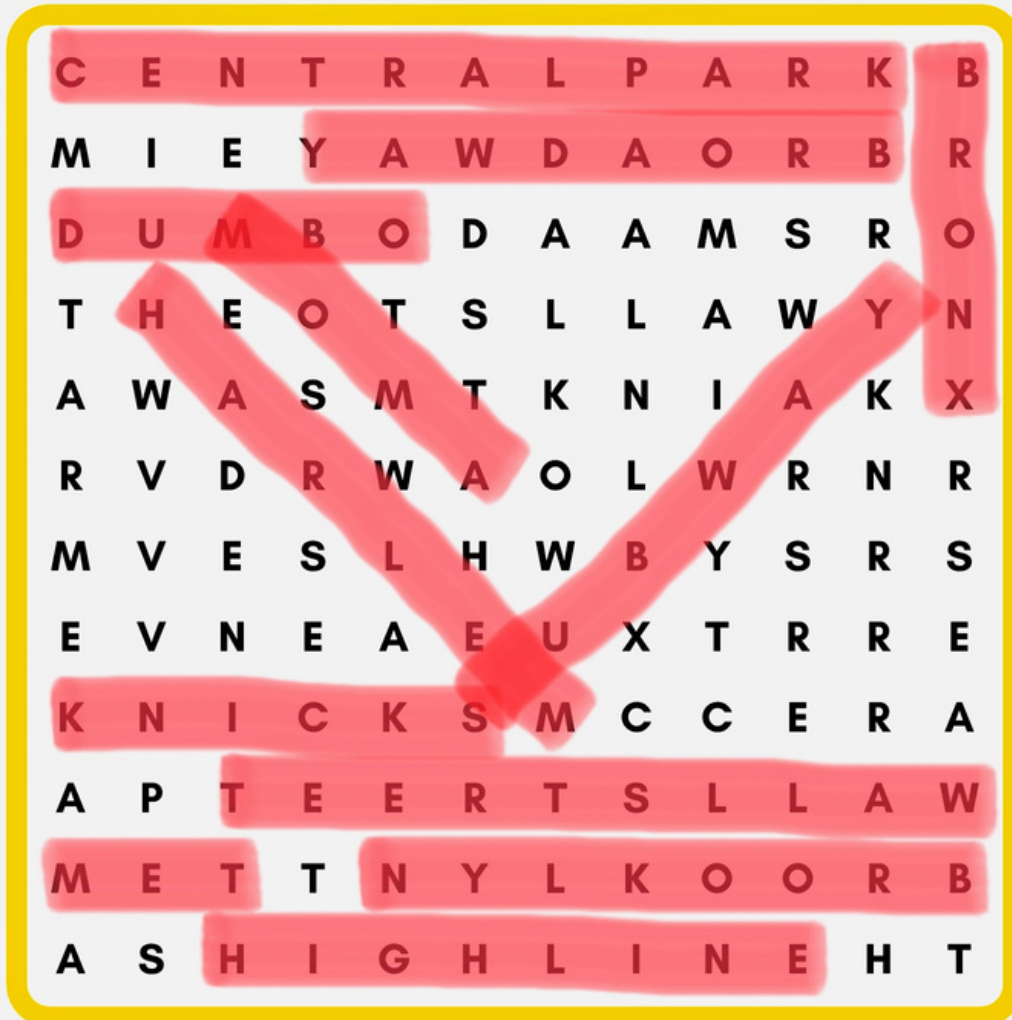 C E N T R A L P A R K B
M I E Y A W D A O R B R
D U M B O D A A M S R O
T H E O T S L L A W Y N
A W A S M T K N I A K X
R V D R W A O L W R N R
M V E S L H W B Y S R S
E V N E A E U X T R R E
K N I C K S M C C E R A
A P T E E R T S L L A W
M E T T N Y L K O O R B
A S H I G H L I N E H T